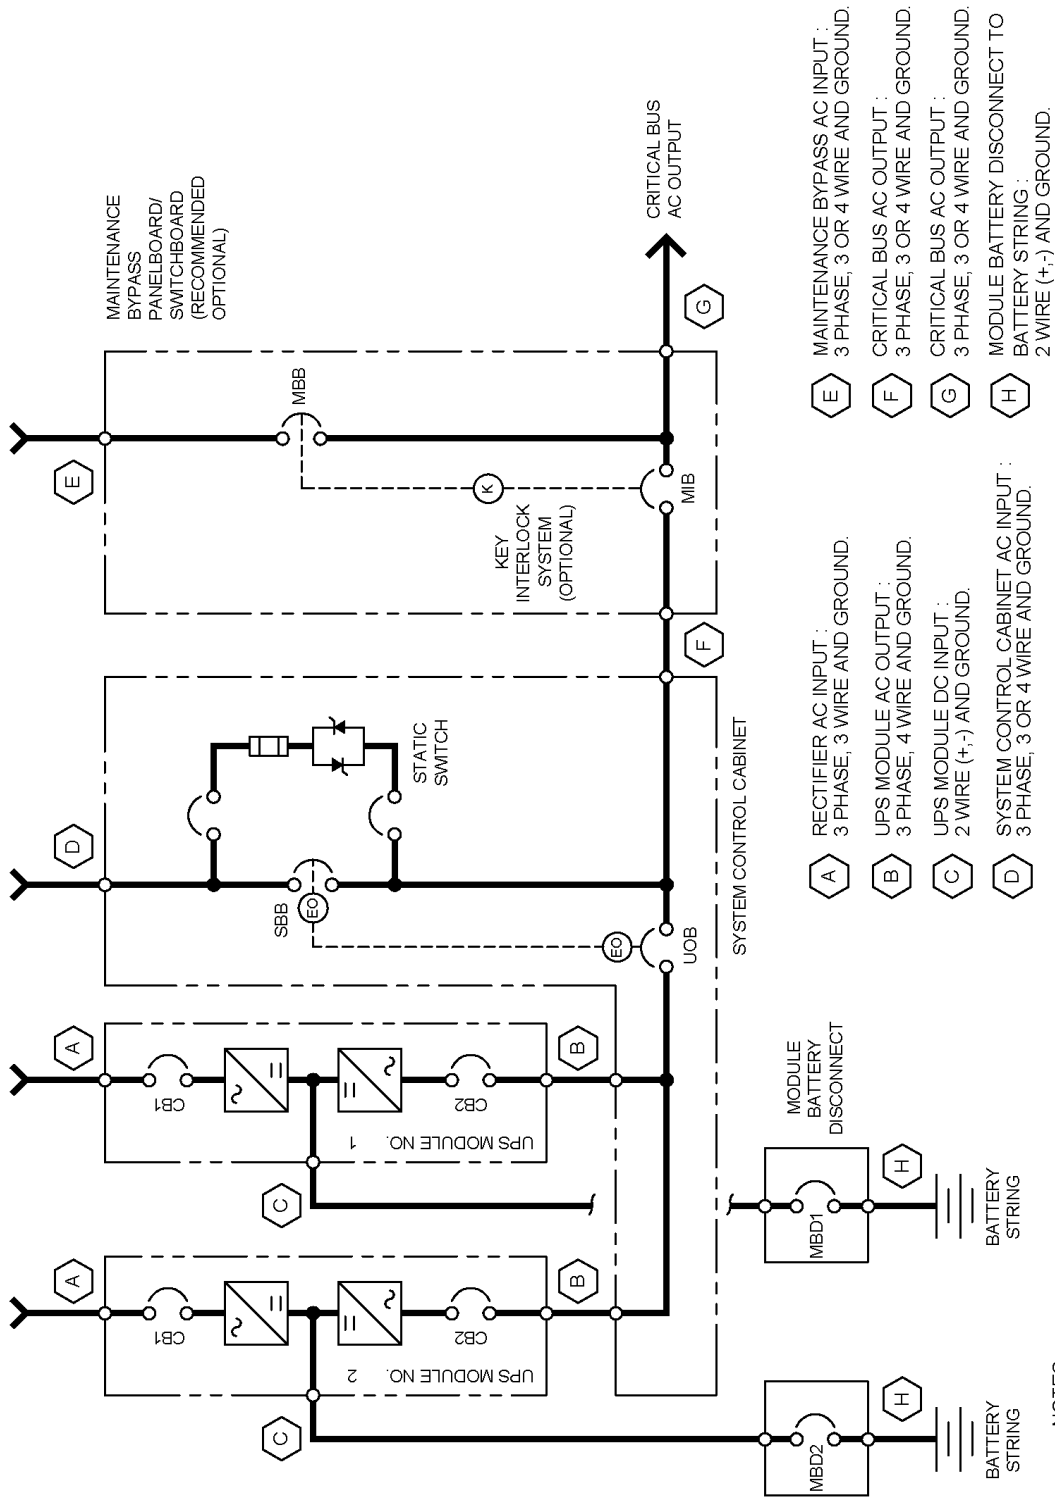 MAINTENANCE
BYPASS
PANELBOARD/
SWITCHBOARD
(RECOMMENDED
OPTIONAL)
E
MBB
K
KEY
INTERLOCK
SYSTEM
(OPTIONAL)
MIB
CRITICAL BUS
AC OUTPUT
G
F
D
STATIC
SWITCH
SBB
EO
EO
UOB
SYSTEM CONTROL CABINET
A
CB1
UPS MODULE NO. 1
CB2
B
C
A
CB1
UPS MODULE NO. 2
CB2
B
C
MODULE
BATTERY
DISCONNECT
MBD1
H
BATTERY
STRING
MBD2
H
BATTERY
STRING
A
RECTIFIER AC INPUT :
3 PHASE, 3 WIRE AND GROUND.
B
UPS MODULE AC OUTPUT :
3 PHASE, 4 WIRE AND GROUND.
C
UPS MODULE DC INPUT :
2 WIRE (+,-) AND GROUND.
D
SYSTEM CONTROL CABINET AC INPUT :
3 PHASE, 3 OR 4 WIRE AND GROUND.
E
MAINTENANCE BYPASS AC INPUT :
3 PHASE, 3 OR 4 WIRE AND GROUND.
F
CRITICAL BUS AC OUTPUT :
3 PHASE, 3 OR 4 WIRE AND GROUND.
G
CRITICAL BUS AC OUTPUT :
3 PHASE, 3 OR 4 WIRE AND GROUND.
H
MODULE BATTERY DISCONNECT TO
BATTERY STRING :
2 WIRE (+,-) AND GROUND.